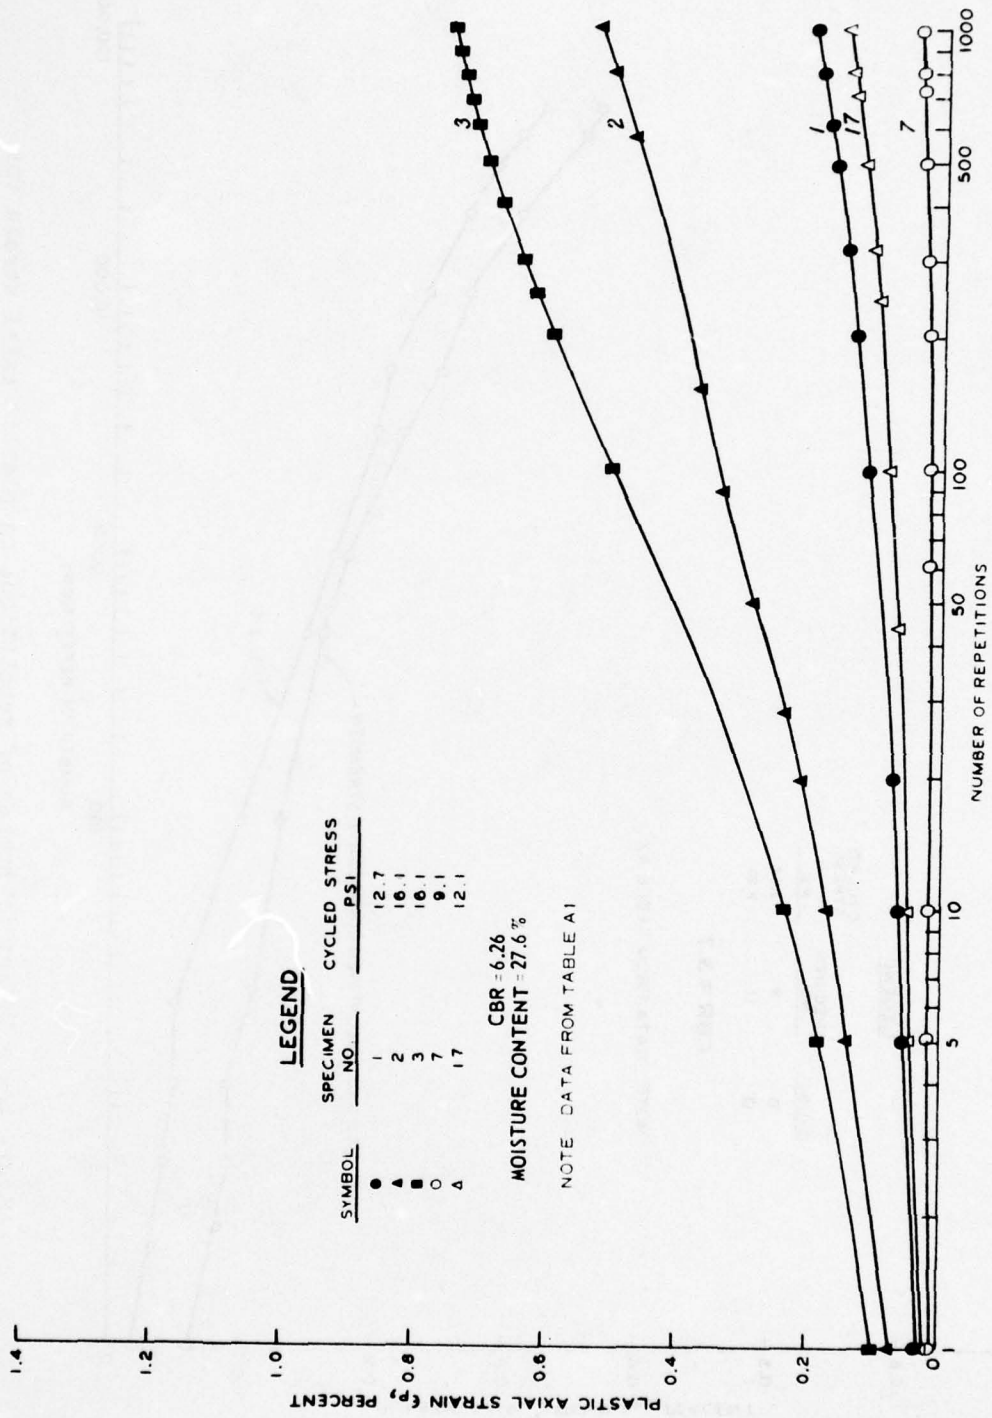 PLASTIC AXIAL STRAIN ϵp, PERCENT
1.4
1.2
1.0
0.8
0.6
0.4
0.2
0
LEGEND
SYMBOL SPECIMEN NO. CYCLED STRESS PSI
● 1 12.7
▲ 2 16.1
■ 3 16.1
○ 7 9.1
△ 17 12.1
CBR = 6.26
MOISTURE CONTENT = 27.6 %
NOTE DATA FROM TABLE A1
3
2
1
17
7
1 5 10 50 100 500 1000
NUMBER OF REPETITIONS